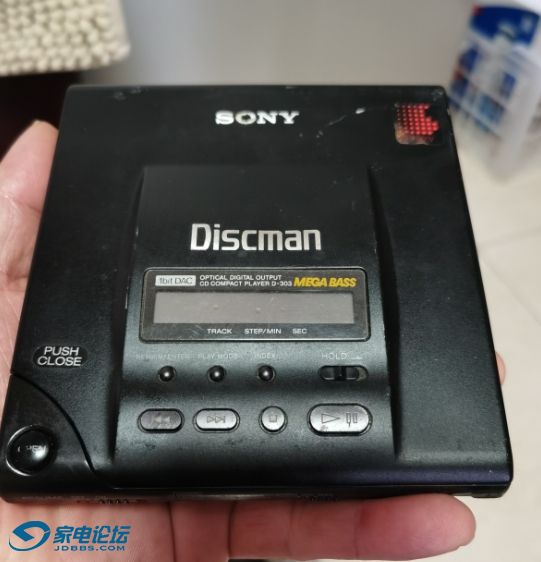 SONY
Discman
1bit DAC
OPTICAL DIGITAL OUTPUT
CD COMPACT PLAYER D-303
MEGA BASS
TRACK STEP/MIN SEC
PUSH
CLOSE
PLAY MODE INDEX HOLD
家电论坛
JDBBS.COM